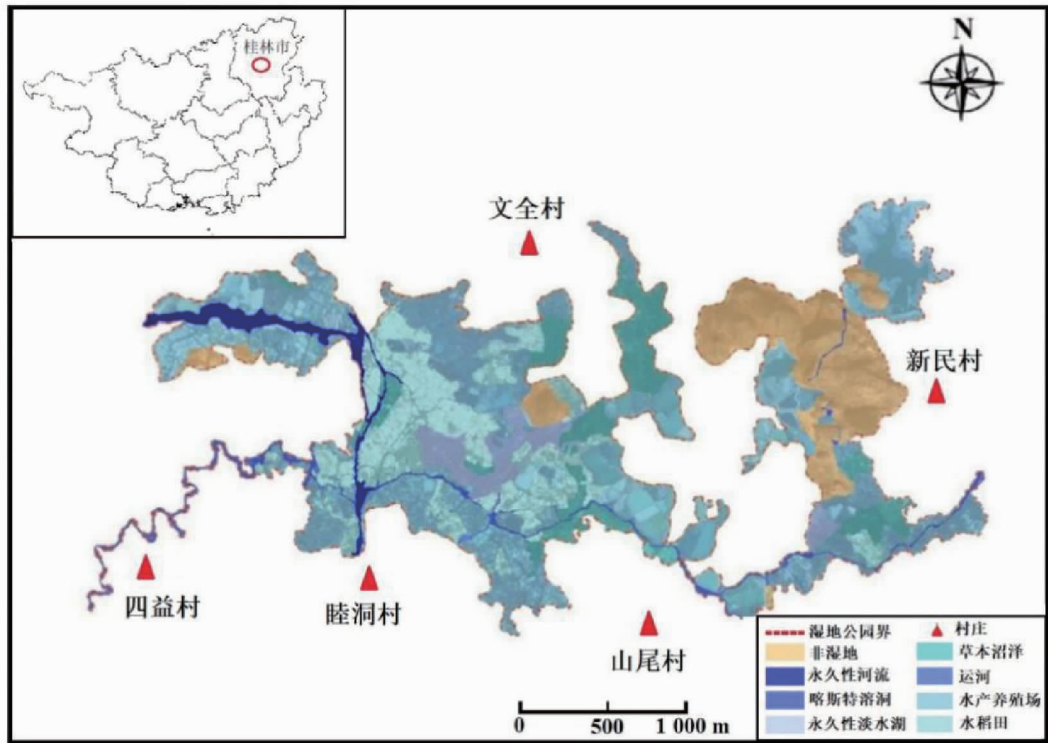 桂林市
N
文全村
新民村
四益村
睦洞村
山尾村
0 500 1 000 m
湿地公园界 村庄
非湿地 草本沼泽
永久性河流 运河
喀斯特溶洞 水产养殖场
永久性淡水湖 水稻田